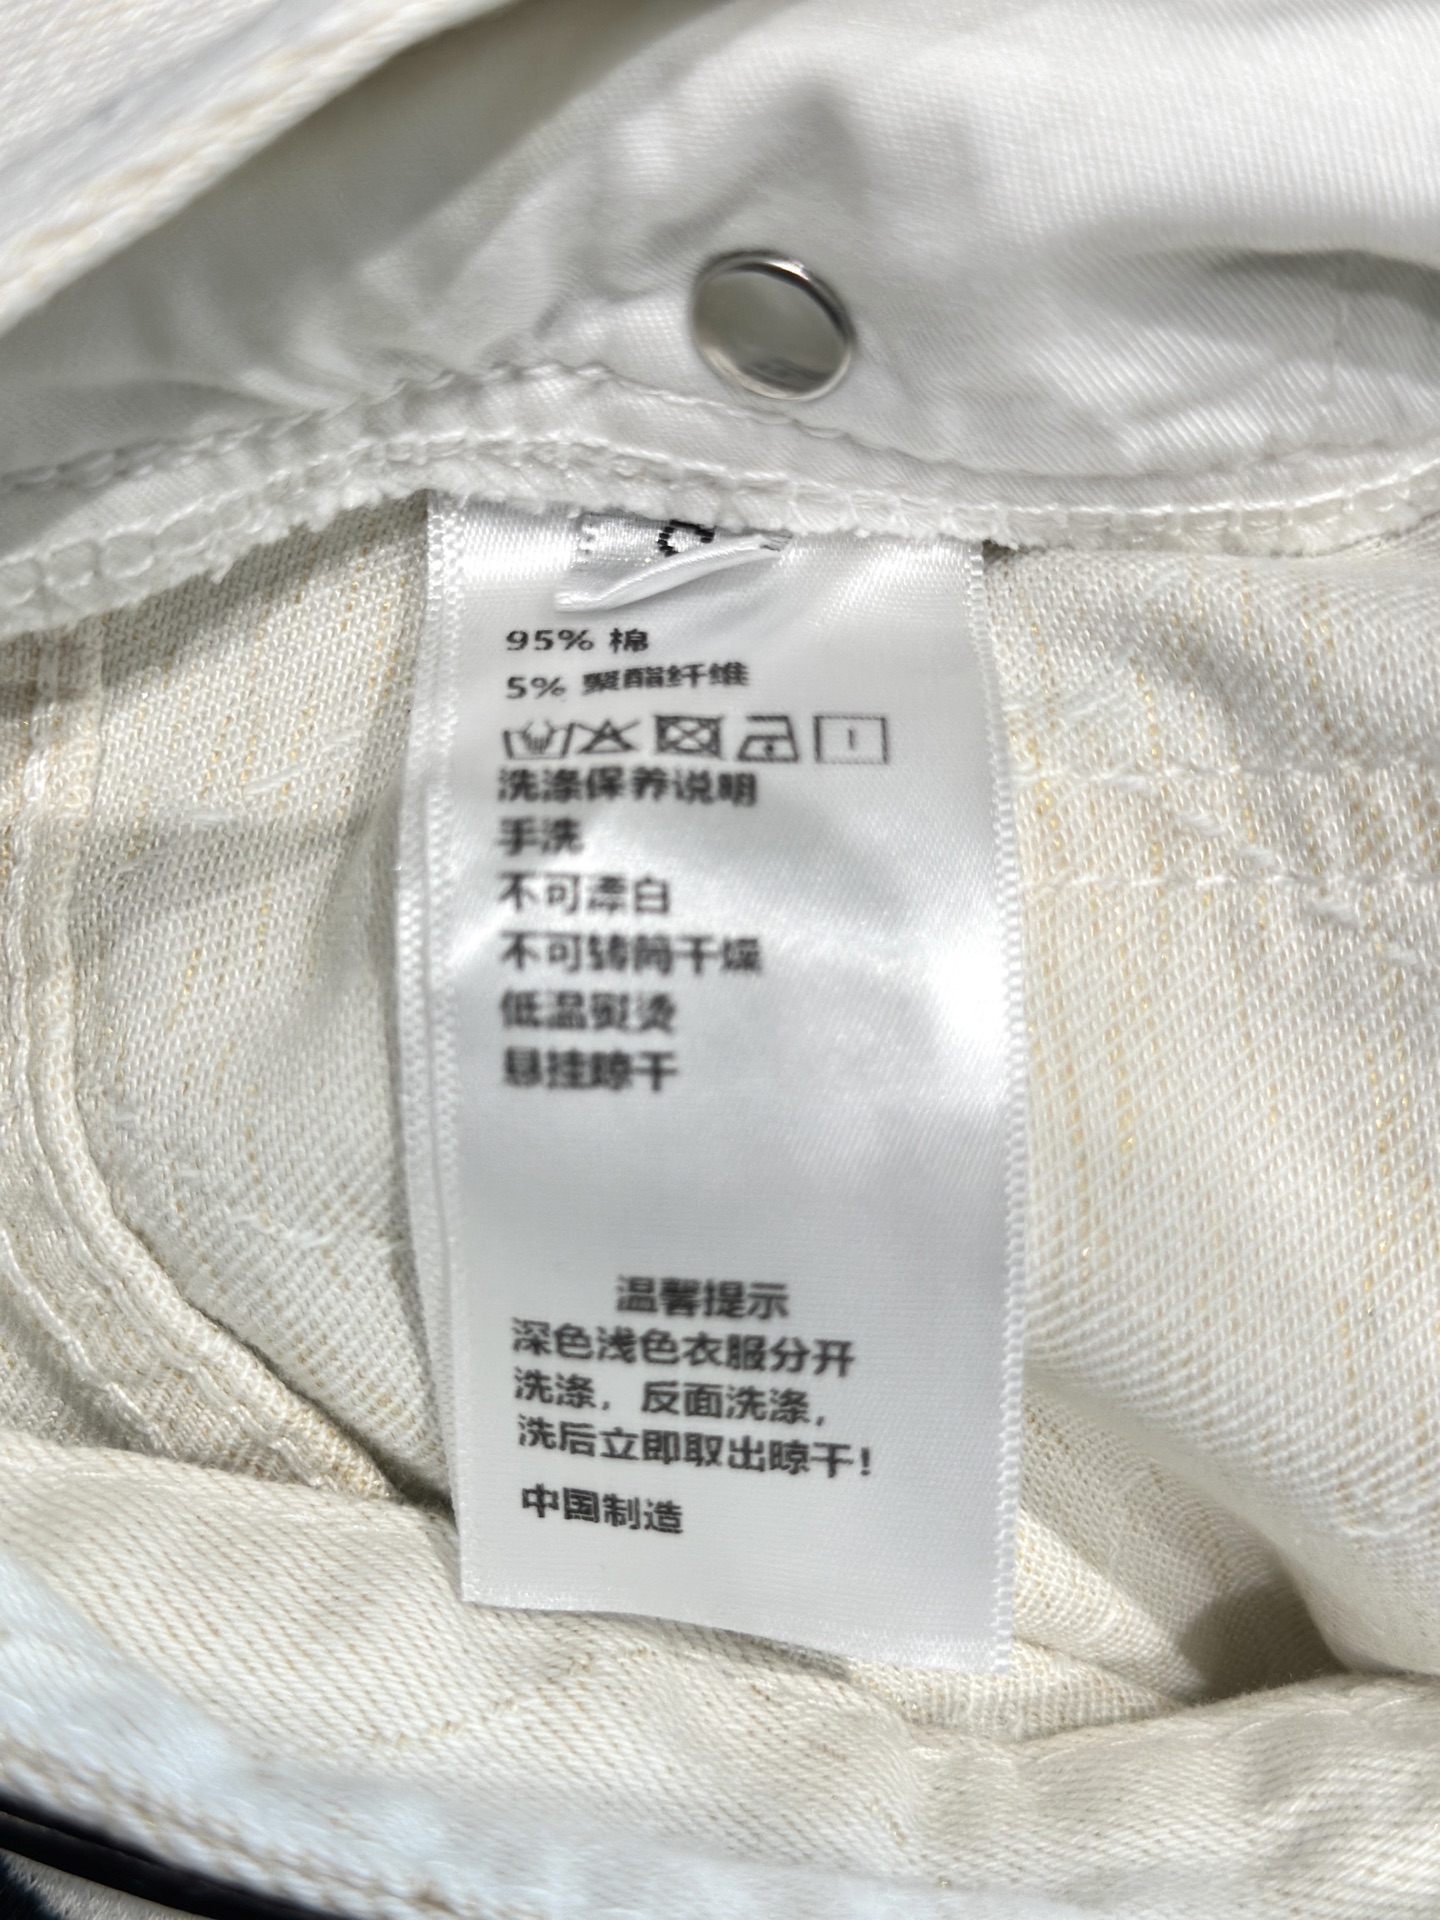 95% 棉
5% 聚酯纤维
洗涤保养说明
手洗
不可漂白
不可转筒干燥
低温熨烫
悬挂晾干
温馨提示
深色浅色衣服分开
洗涤，反面洗涤，
洗后立即取出晾干！
中国制造